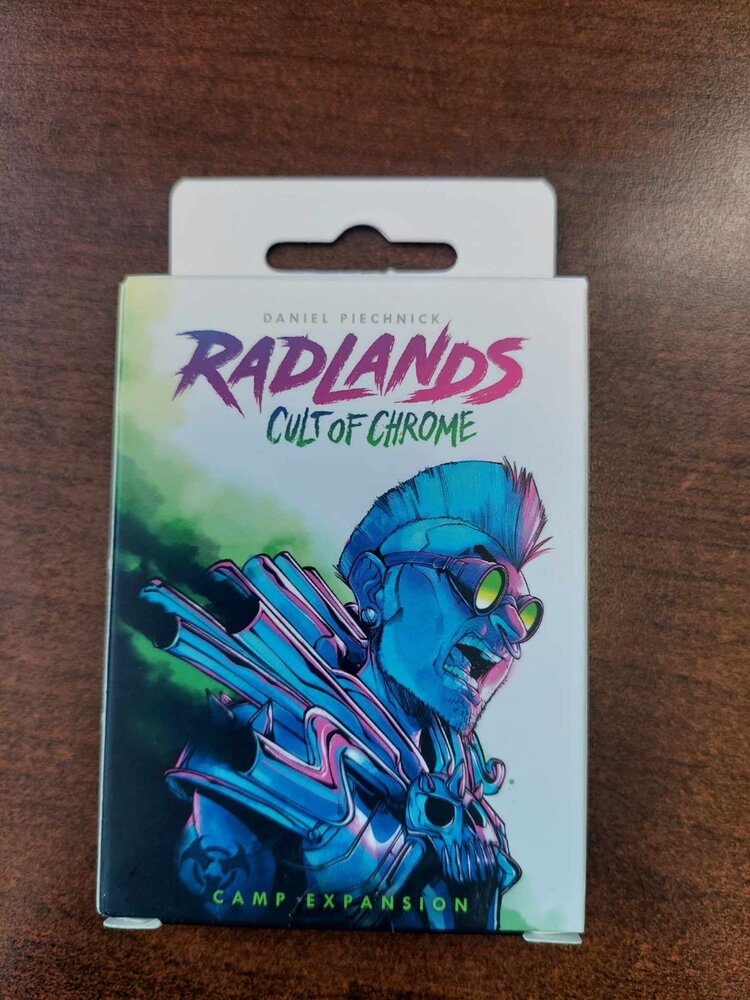 DANIEL PIECHNICK
RADLANDS
CULT OF CHROME
CAMP EXPANSION